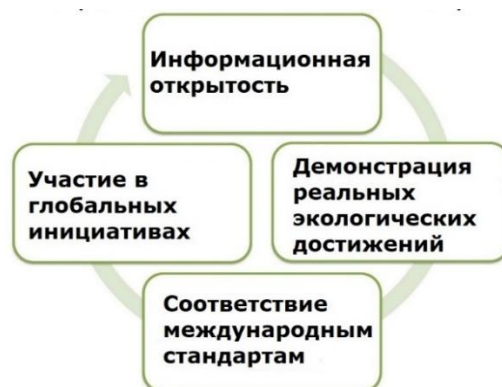 Информационная
открытость
Демонстрация
реальных
экологических
достижений
Соответствие
международным
стандартам
Участие в
глобальных
инициативах